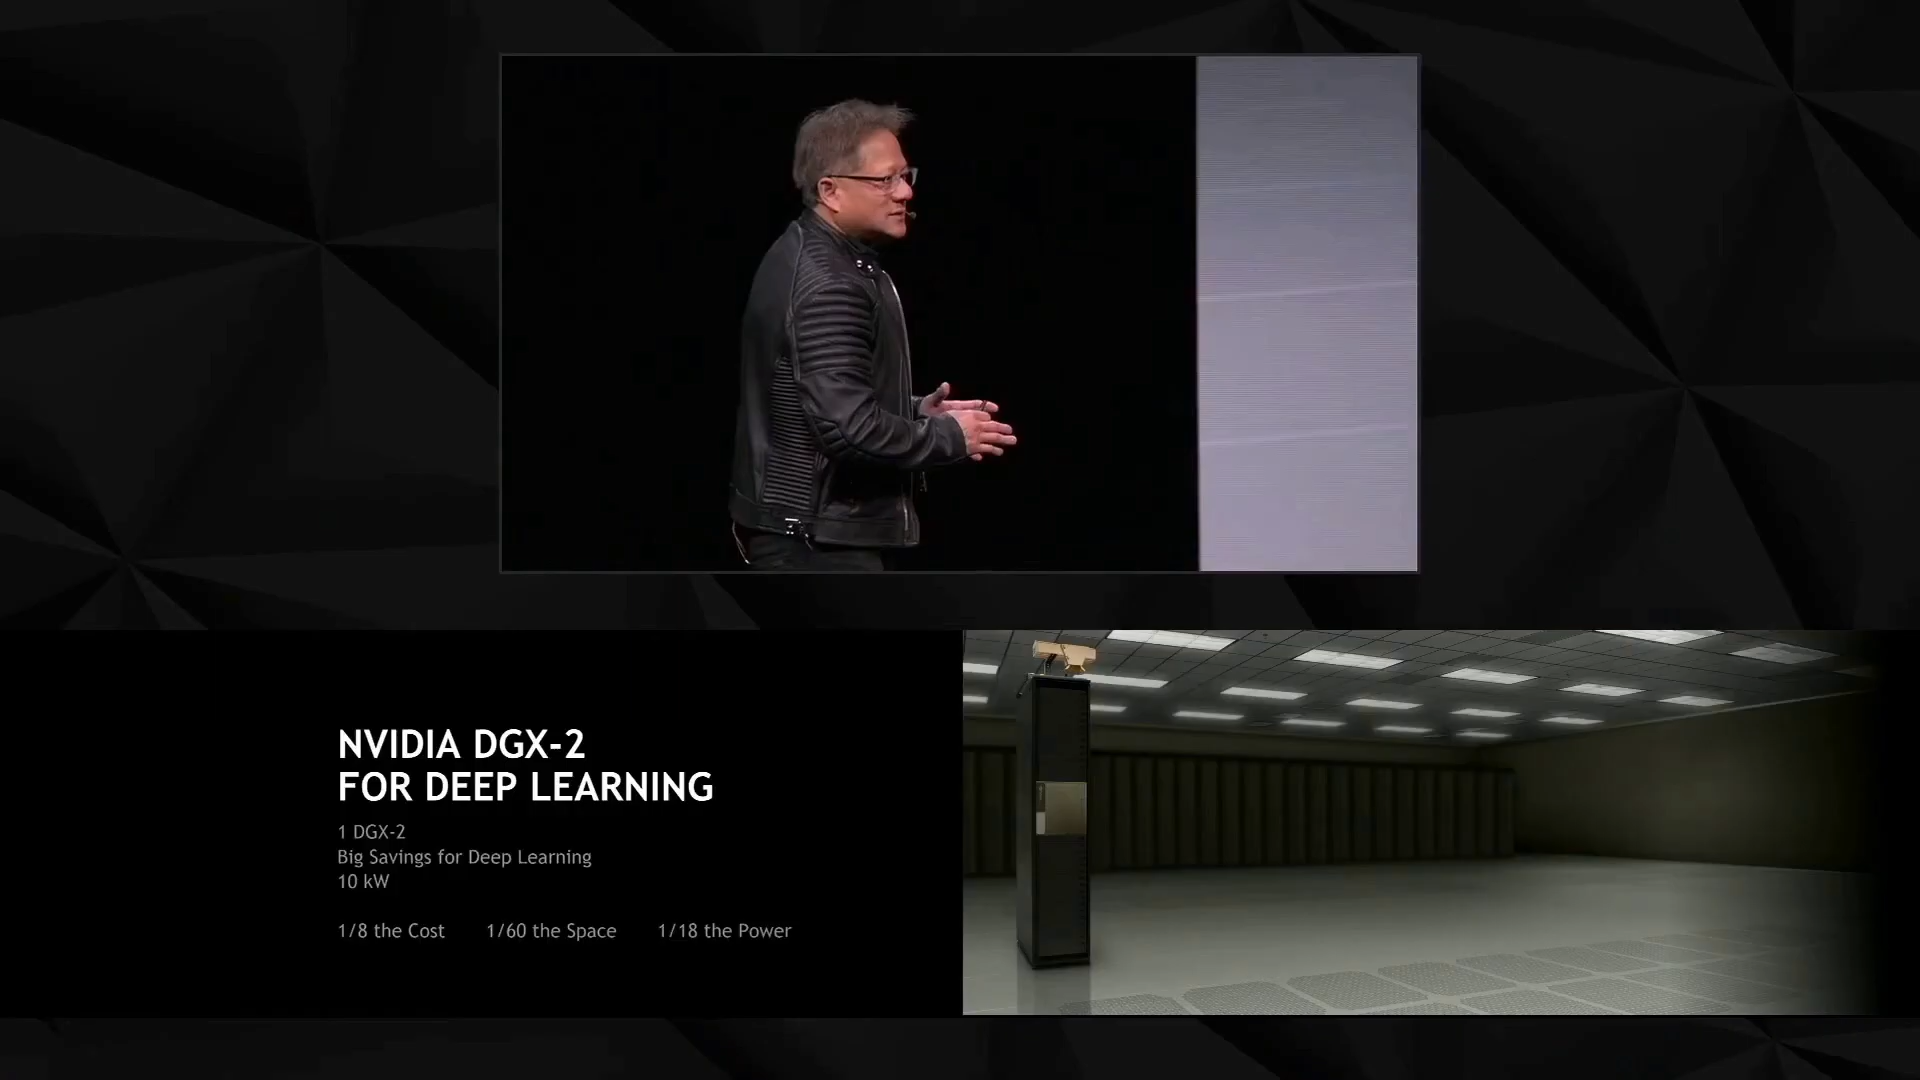 NVIDIA DGX-2
FOR DEEP LEARNING
1 DGX-2
Big Savings for Deep Learning
10 kW
1/8 the Cost 1/60 the Space 1/18 the Power